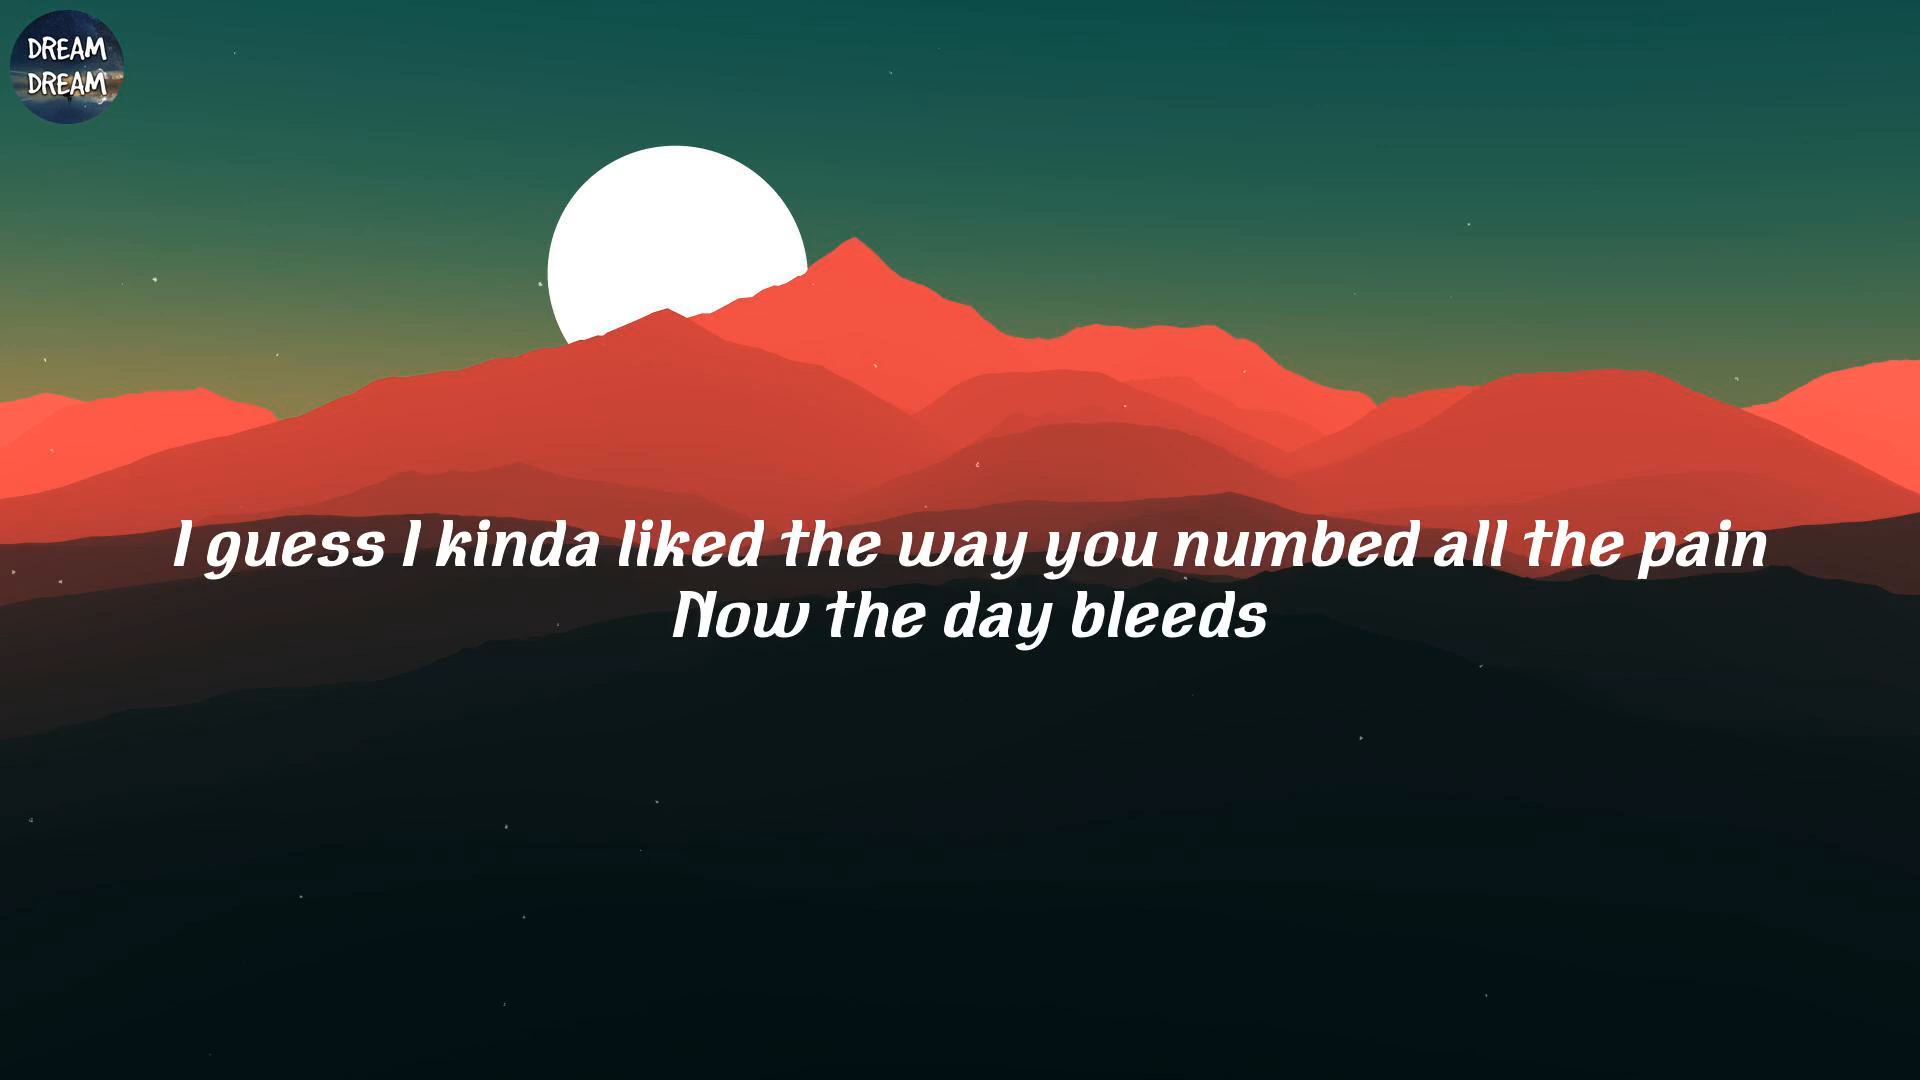 DREAM
DREAM
I guess I kinda liked the way you numbed all the pain
Now the day bleeds